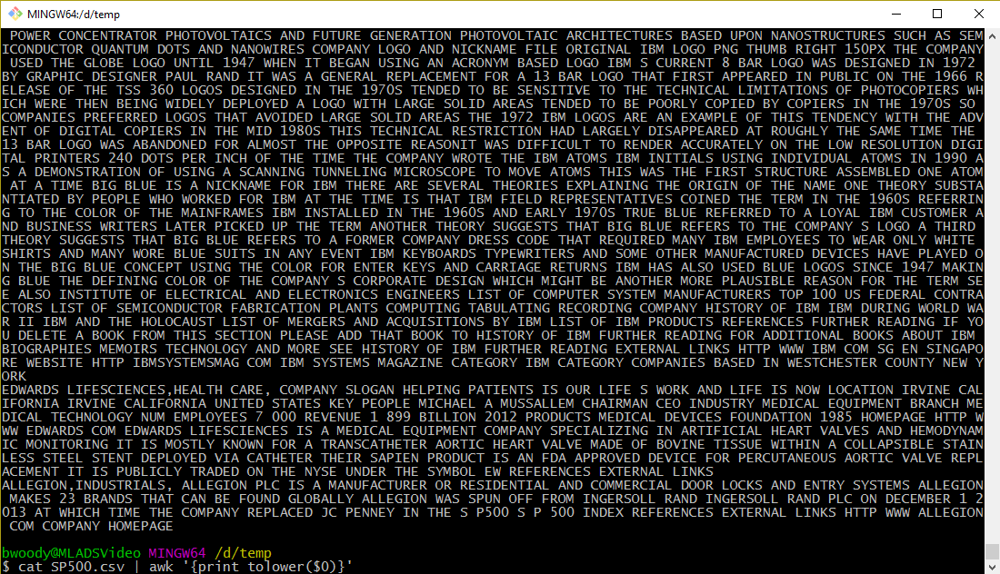 MINGW64:/d/temp
 POWER CONCENTRATOR PHOTOVOLTAICS AND FUTURE GENERATION PHOTOVOLTAIC ARCHITECTURES BASED UPON NANOSTRUCTURES SUCH AS SEM
ICONDUCTOR QUANTUM DOTS AND NANOWIRES COMPANY LOGO AND NICKNAME FILE ORIGINAL IBM LOGO PNG THUMB RIGHT 150PX THE COMPANY
 USED THE GLOBE LOGO UNTIL 1947 WHEN IT BEGAN USING AN ACRONYM BASED LOGO IBM S CURRENT 8 BAR LOGO WAS DESIGNED IN 1972
BY GRAPHIC DESIGNER PAUL RAND IT WAS A GENERAL REPLACEMENT FOR A 13 BAR LOGO THAT FIRST APPEARED IN PUBLIC ON THE 1966 R
ELEASE OF THE TSS 360 LOGOS DESIGNED IN THE 1970S TENDED TO BE SENSITIVE TO THE TECHNICAL LIMITATIONS OF PHOTOCOPIERS WH
ICH WERE THEN BEING WIDELY DEPLOYED A LOGO WITH LARGE SOLID AREAS TENDED TO BE POORLY COPIED BY COPIERS IN THE 1970S SO
COMPANIES PREFERRED LOGOS THAT AVOIDED LARGE SOLID AREAS THE 1972 IBM LOGOS ARE AN EXAMPLE OF THIS TENDENCY WITH THE ADV
ENT OF DIGITAL COPIERS IN THE MID 1980S THIS TECHNICAL RESTRICTION HAD LARGELY DISAPPEARED AT ROUGHLY THE SAME TIME THE
13 BAR LOGO WAS ABANDONED FOR ALMOST THE OPPOSITE REASONIT WAS DIFFICULT TO RENDER ACCURATELY ON THE LOW RESOLUTION DIGI
TAL PRINTERS 240 DOTS PER INCH OF THE TIME THE COMPANY WROTE THE IBM ATOMS IBM INITIALS USING INDIVIDUAL ATOMS IN 1990 A
S A DEMONSTRATION OF USING A SCANNING TUNNELING MICROSCOPE TO MOVE ATOMS THIS WAS THE FIRST STRUCTURE ASSEMBLED ONE ATOM
 AT A TIME BIG BLUE IS A NICKNAME FOR IBM THERE ARE SEVERAL THEORIES EXPLAINING THE ORIGIN OF THE NAME ONE THEORY SUBSTA
NTIATED BY PEOPLE WHO WORKED FOR IBM AT THE TIME IS THAT IBM FIELD REPRESENTATIVES COINED THE TERM IN THE 1960S REFERRIN
G TO THE COLOR OF THE MAINFRAMES IBM INSTALLED IN THE 1960S AND EARLY 1970S TRUE BLUE REFERRED TO A LOYAL IBM CUSTOMER A
ND BUSINESS WRITERS LATER PICKED UP THE TERM ANOTHER THEORY SUGGESTS THAT BIG BLUE REFERS TO THE COMPANY S LOGO A THIRD
THEORY SUGGESTS THAT BIG BLUE REFERS TO A FORMER COMPANY DRESS CODE THAT REQUIRED MANY IBM EMPLOYEES TO WEAR ONLY WHITE
SHIRTS AND MANY WORE BLUE SUITS IN ANY EVENT IBM KEYBOARDS TYPEWRITERS AND SOME OTHER MANUFACTURED DEVICES HAVE PLAYED O
N THE BIG BLUE CONCEPT USING THE COLOR FOR ENTER KEYS AND CARRIAGE RETURNS IBM HAS ALSO USED BLUE LOGOS SINCE 1947 MAKIN
G BLUE THE DEFINING COLOR OF THE COMPANY S CORPORATE DESIGN WHICH MIGHT BE ANOTHER MORE PLAUSIBLE REASON FOR THE TERM SE
E ALSO INSTITUTE OF ELECTRICAL AND ELECTRONICS ENGINEERS LIST OF COMPUTER SYSTEM MANUFACTURERS TOP 100 US FEDERAL CONTRA
CTORS LIST OF SEMICONDUCTOR FABRICATION PLANTS COMPUTING TABULATING RECORDING COMPANY HISTORY OF IBM IBM DURING WORLD WA
R II IBM AND THE HOLOCAUST LIST OF MERGERS AND ACQUISITIONS BY IBM LIST OF IBM PRODUCTS REFERENCES FURTHER READING IF YO
U DELETE A BOOK FROM THIS SECTION PLEASE ADD THAT BOOK TO HISTORY OF IBM FURTHER READING FOR ADDITIONAL BOOKS ABOUT IBM
BIOGRAPHIES MEMOIRS TECHNOLOGY AND MORE SEE HISTORY OF IBM FURTHER READING EXTERNAL LINKS HTTP WWW IBM COM SG EN SINGAPO
RE WEBSITE HTTP IBMSYSTEMSMAG COM IBM SYSTEMS MAGAZINE CATEGORY IBM CATEGORY COMPANIES BASED IN WESTCHESTER COUNTY NEW Y
ORK
EDWARDS LIFESCIENCES,HEALTH CARE, COMPANY SLOGAN HELPING PATIENTS IS OUR LIFE S WORK AND LIFE IS NOW LOCATION IRVINE CAL
IFORNIA IRVINE CALIFORNIA UNITED STATES KEY PEOPLE MICHAEL A MUSSALLEM CHAIRMAN CEO INDUSTRY MEDICAL EQUIPMENT BRANCH ME
DICAL TECHNOLOGY NUM EMPLOYEES 7 000 REVENUE 1 899 BILLION 2012 PRODUCTS MEDICAL DEVICES FOUNDATION 1985 HOMEPAGE HTTP W
WW EDWARDS COM EDWARDS LIFESCIENCES IS A MEDICAL EQUIPMENT COMPANY SPECIALIZING IN ARTIFICIAL HEART VALVES AND HEMODYNAM
IC MONITORING IT IS MOSTLY KNOWN FOR A TRANSCATHETER AORTIC HEART VALVE MADE OF BOVINE TISSUE WITHIN A COLLAPSIBLE STAIN
LESS STEEL STENT DEPLOYED VIA CATHETER THEIR SAPIEN PRODUCT IS AN FDA APPROVED DEVICE FOR PERCUTANEOUS AORTIC VALVE REPL
ACEMENT IT IS PUBLICLY TRADED ON THE NYSE UNDER THE SYMBOL EW REFERENCES EXTERNAL LINKS
ALLEGION,INDUSTRIALS, ALLEGION PLC IS A MANUFACTURER OR RESIDENTIAL AND COMMERCIAL DOOR LOCKS AND ENTRY SYSTEMS ALLEGION
 MAKES 23 BRANDS THAT CAN BE FOUND GLOBALLY ALLEGION WAS SPUN OFF FROM INGERSOLL RAND INGERSOLL RAND PLC ON DECEMBER 1 2
013 AT WHICH TIME THE COMPANY REPLACED JC PENNEY IN THE S P500 S P 500 INDEX REFERENCES EXTERNAL LINKS HTTP WWW ALLEGION
 COM COMPANY HOMEPAGE
bwoody@MLADSVideo MINGW64 /d/temp
$ cat SP500.csv | awk '{print tolower($0)}'